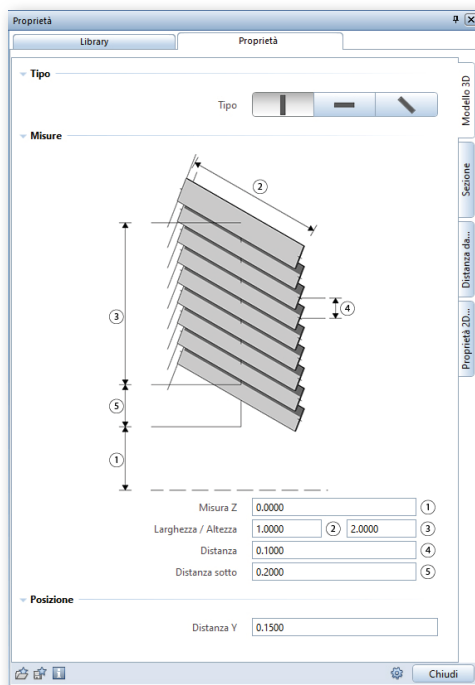 Proprietà
Library
Proprietà
Tipo
Tipo
Misure
2
3
4
5
1
Misura Z 0.0000 1
Larghezza / Altezza 1.0000 2 2.0000 3
Distanza 0.1000 4
Distanza sotto 0.2000 5
Posizione
Distanza Y 0.1500
Chiudi
Modello 3D
Sezione
Distanza da...
Proprietà 2D...